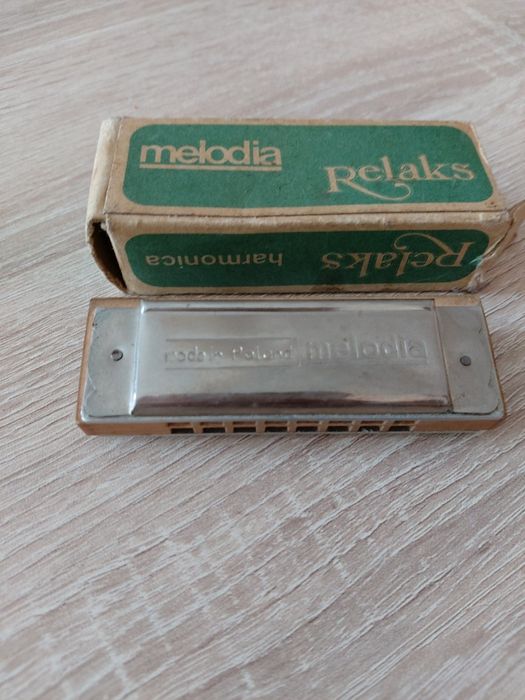 melodia
Relaks
Relaks
harmonica
made in Poland melodia